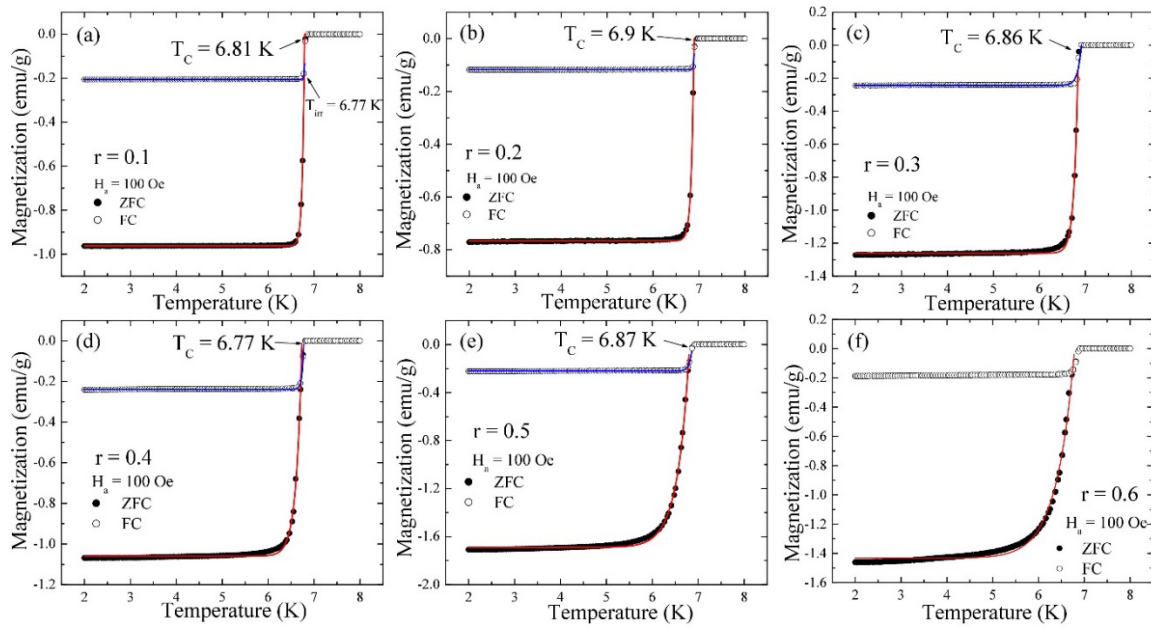 (a)
T_C = 6.81 K
T_irr = 6.77 K
r = 0.1
H_a = 100 Oe
ZFC
FC
0.0
-0.2
-0.4
-0.6
-0.8
-1.0
Magnetization (emu/g)
2 3 4 5 6 7 8
Temperature (K)
(b)
T_C = 6.9 K
r = 0.2
H_a = 100 Oe
ZFC
FC
0.0
-0.2
-0.4
-0.6
-0.8
Magnetization (emu/g)
2 3 4 5 6 7 8
Temperature (K)
(c)
T_C = 6.86 K
r = 0.3
H_a = 100 Oe
ZFC
FC
0.2
0.0
-0.2
-0.4
-0.6
-0.8
-1.0
-1.2
-1.4
Magnetization (emu/g)
2 3 4 5 6 7 8
Temperature (K)
(d)
T_C = 6.77 K
r = 0.4
H_a = 100 Oe
ZFC
FC
0.0
-0.2
-0.4
-0.6
-0.8
-1.0
-1.2
Magnetization (emu/g)
2 3 4 5 6 7 8
Temperature (K)
(e)
T_C = 6.87 K
r = 0.5
H_a = 100 Oe
ZFC
FC
0.0
-0.4
-0.8
-1.2
-1.6
-2.0
Magnetization (emu/g)
2 3 4 5 6 7 8
Temperature (K)
(f)
r = 0.6
H_a = 100 Oe
ZFC
FC
0.2
0.0
-0.2
-0.4
-0.6
-0.8
-1.0
-1.2
-1.4
-1.6
Magnetization (emu/g)
2 3 4 5 6 7 8
Temperature (K)